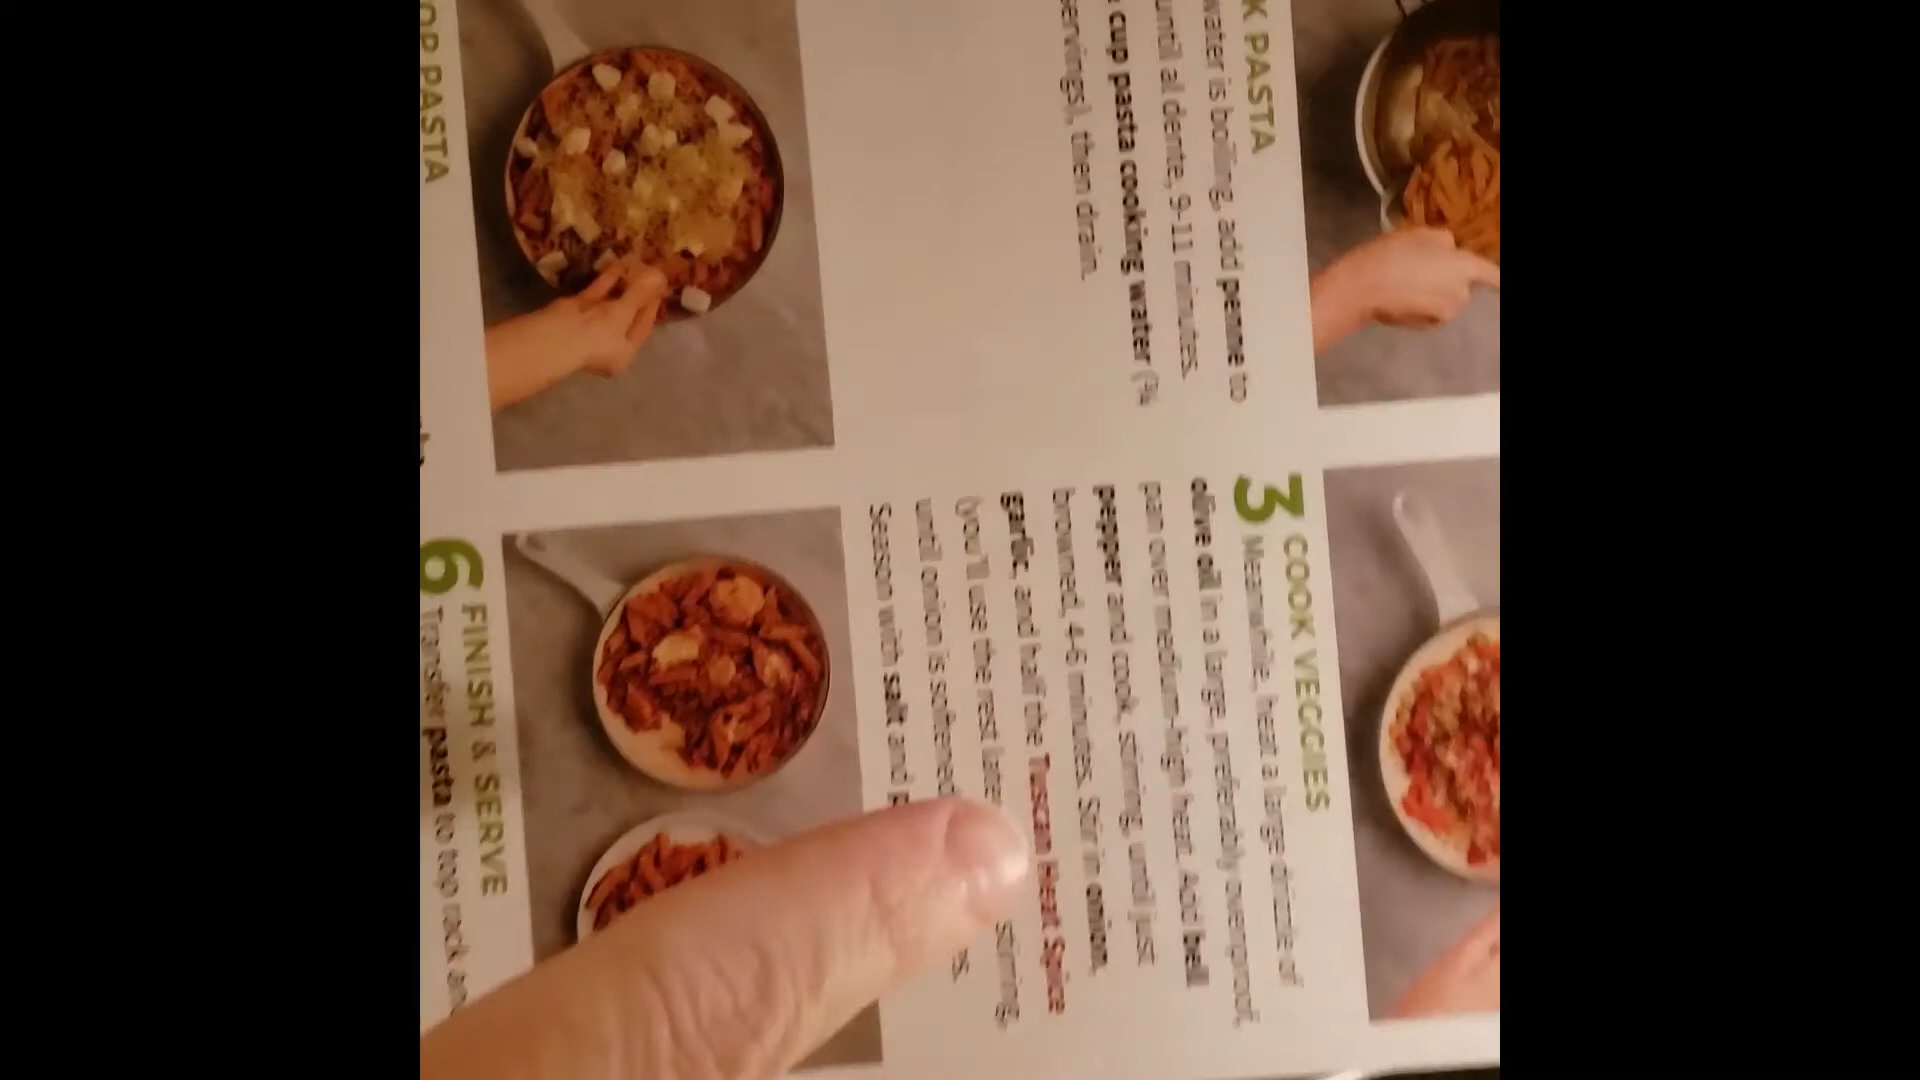 K PASTA
water is boiling, add penne to
until al dente, 9-11 minutes.
cup pasta cooking water (¾
servings), then drain.
3 COOK VEGGIES
Meanwhile, heat a large drizzle of
olive oil in a large, preferably ovenproof,
pan over medium-high heat. Add bell
pepper and cook, stirring, until just
browned, 4-6 minutes. Stir in onion,
garlic, and half the Tuscan Heat Spice
(you'll use the rest later stirring,
until onion is softened
Season with salt and
OP PASTA
6 FINISH & SERVE
Transfer pasta to top rack